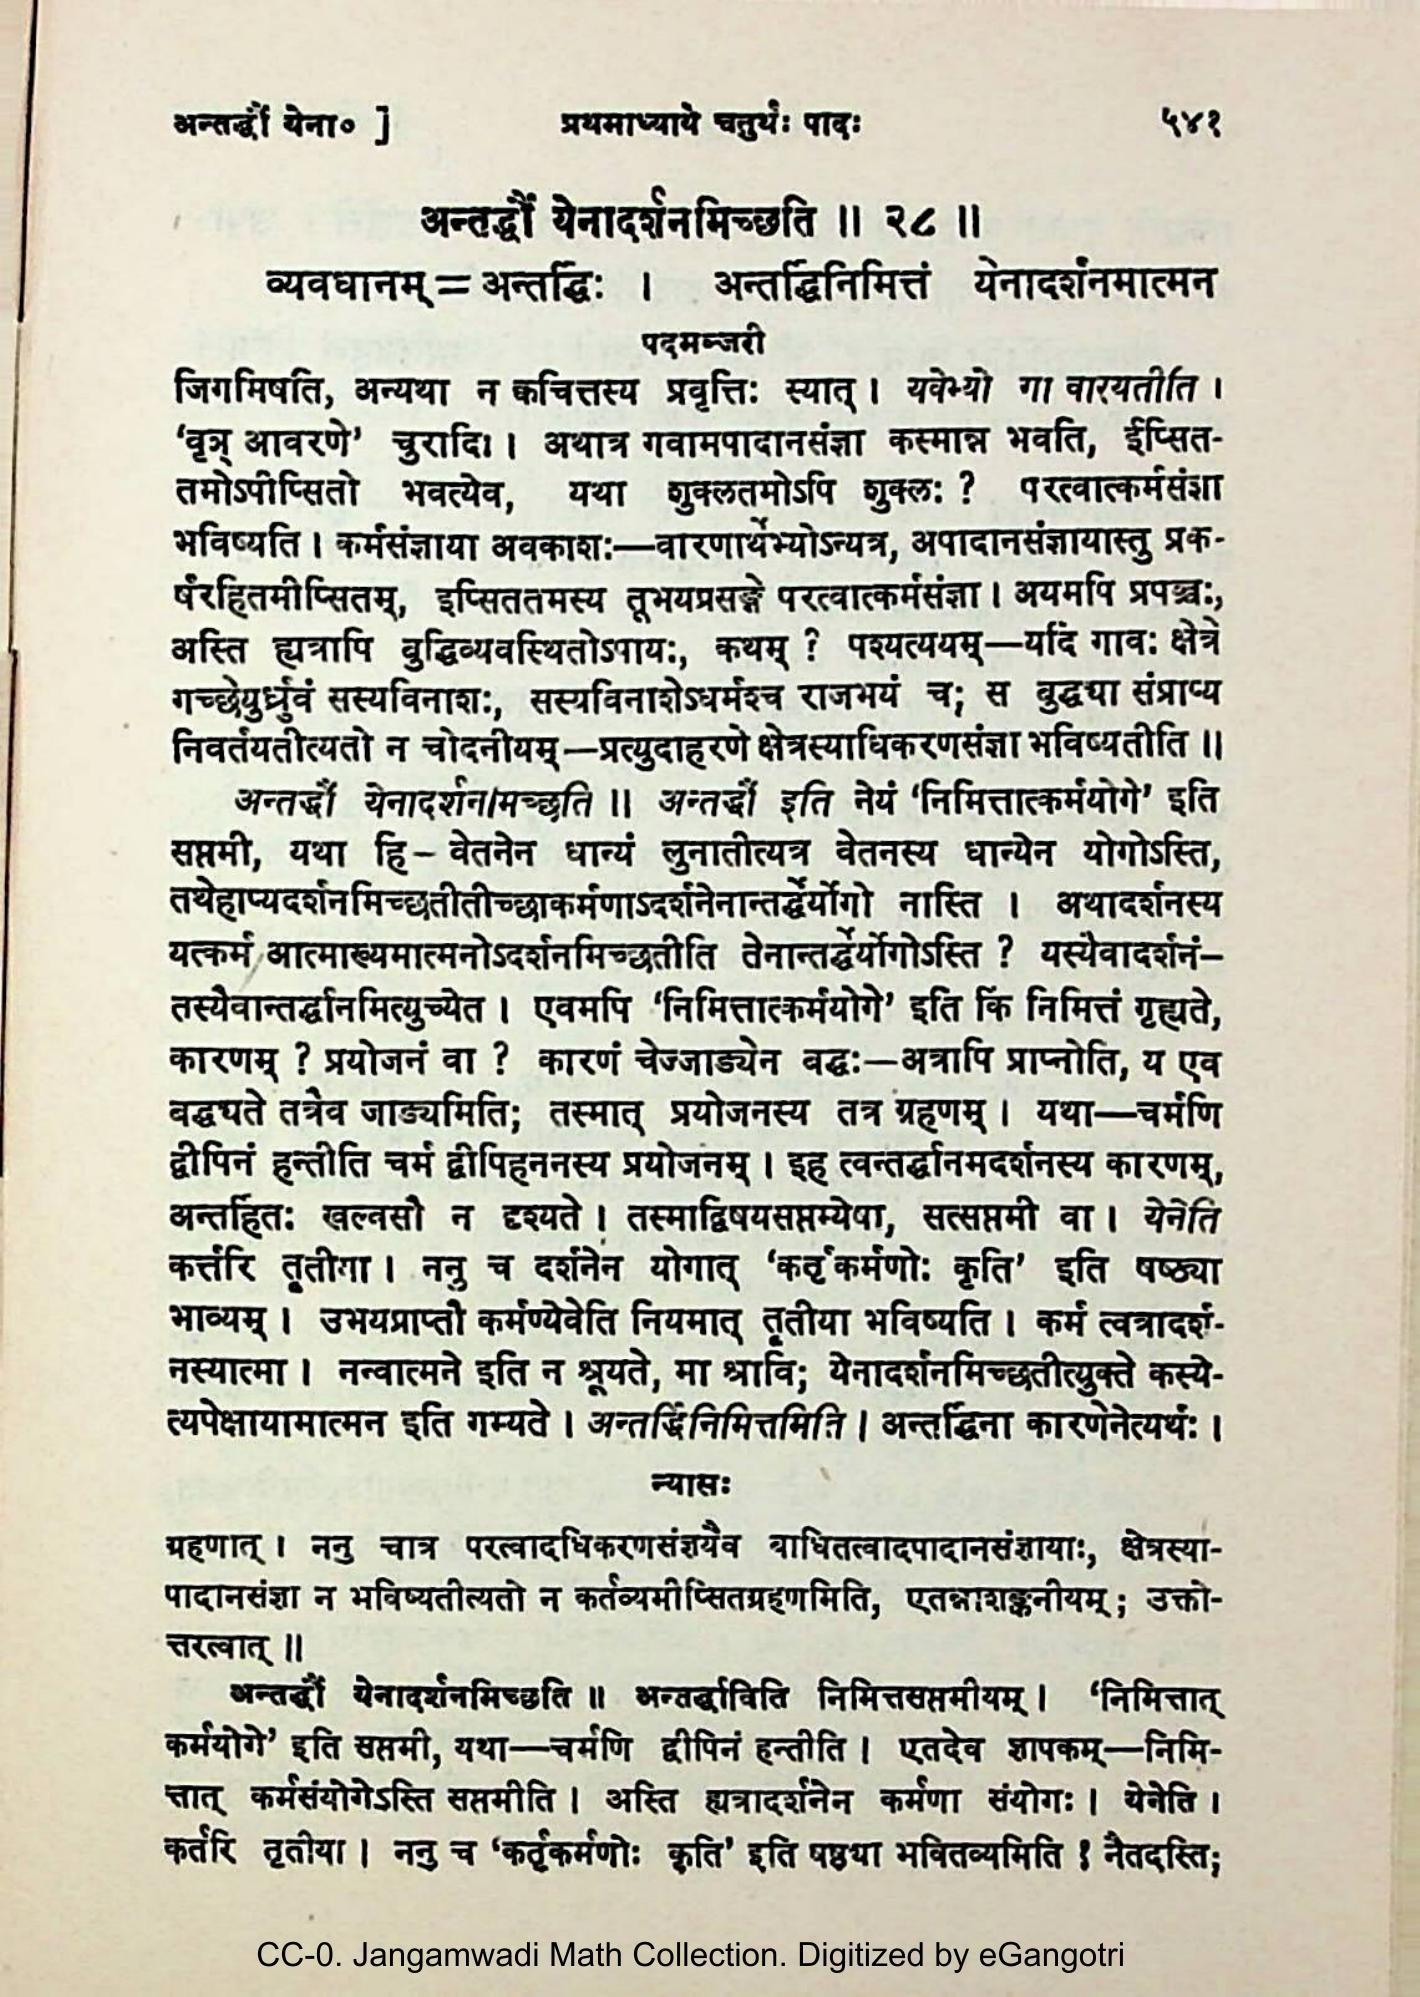 अन्तर्द्धौ येना० ]
प्रथमाध्याये चतुर्थः पादः
५४१
अन्तर्द्धौ येनादर्शनमिच्छति ॥ २८ ॥
व्यवधानम् = अन्तर्द्धिः । अन्तर्द्धिनिमित्तं येनादर्शनमात्मन
पदमञ्जरी
जिगमिषति, अन्यथा न क्वचित्तस्य प्रवृत्तिः स्यात् । यवेभ्यो गा वारयतीति ।
‘वृञ् आवरणे’ चुरादिः । अथात्र गवामपादानसंज्ञा कस्मान्न भवति, ईप्सित-
तमोऽपीप्सितो भवत्येव, यथा शुक्लतमोऽपि शुक्लः ? परत्वात्कर्मसंज्ञा
भविष्यति । कर्मसंज्ञाया अवकाशः—वारणार्थेभ्योऽन्यत्र, अपादानसंज्ञायास्तु प्रक-
र्षरहितमीप्सितम्, इप्सिततमस्य तूभयप्रसङ्गे परत्वात्कर्मसंज्ञा । अयमपि प्रपञ्चः,
अस्ति ह्यत्रापि बुद्धिव्यवस्थितोऽपायः, कथम् ? पश्यत्ययम्—यदि गावः क्षेत्रे
गच्छेयुर्ध्रुवं सस्यविनाशः, सस्यविनाशेऽधर्मश्च राजभयं च; स बुद्ध्या संप्राप्य
निवर्तयतीत्यतो न चोदनीयम्—प्रत्युदाहरणे क्षेत्रस्याधिकरणसंज्ञा भविष्यतीति ॥
अन्तर्द्धौ येनादर्शनमिच्छति ॥ अन्तर्द्धौ इति नेयं ‘निमित्तात्कर्मयोगे’ इति
सप्तमी, यथा हि – वेतनेन धान्यं लुनातीत्यत्र वेतनस्य धान्येन योगोऽस्ति,
तथेहाप्यदर्शनमिच्छतीतीच्छाकर्मणाऽदर्शनेनान्तर्द्धेर्योगो नास्ति । अथादर्शनस्य
यत्कर्म आत्माख्यमात्मनोऽदर्शनमिच्छतीति तेनान्तर्द्धेर्योगोऽस्ति ? यस्यैवादर्शनं–
तस्यैवान्तर्द्धानमित्युच्येत । एवमपि ‘निमित्तात्कर्मयोगे’ इति किं निमित्तं गृह्यते,
कारणम् ? प्रयोजनं वा ? कारणं चेज्जाड्येन बद्धः—अत्रापि प्राप्नोति, य एव
बद्धयते तत्रैव जाड्यमिति; तस्मात् प्रयोजनस्य तत्र ग्रहणम् । यथा—चर्मणि
द्वीपिनं हन्तीति चर्म द्वीपिहननस्य प्रयोजनम् । इह त्वन्तर्द्धानमदर्शनस्य कारणम्,
अन्तर्हितः खल्वसौ न दृश्यते । तस्माद्विषयसप्तम्येषा, सत्सप्तमी वा । येनेति
कर्त्तरि तृतीया । ननु च दर्शनेन योगात् ‘कर्तृकर्मणोः कृति’ इति षष्ठ्या
भाव्यम् । उभयप्राप्तौ कर्मण्येवेति नियमात् तृतीया भविष्यति । कर्म त्वत्रादर्श-
नस्यात्मा । नन्वात्मने इति न श्रूयते, मा श्रावि; येनादर्शनमिच्छतीत्युक्ते कस्ये-
त्यपेक्षायामात्मन इति गम्यते । अन्तर्द्धिनिमित्तमिति । अन्तर्द्धिना कारणेनेत्यर्थः ।
न्यासः
ग्रहणात् । ननु चात्र परत्वादधिकरणसंज्ञयैव बाधितत्वादपादानसंज्ञायाः, क्षेत्रस्या-
पादानसंज्ञा न भविष्यतीत्यतो न कर्तव्यमीप्सितग्रहणमिति, एतन्नाशङ्कनीयम् ; उक्तो-
त्तरत्वात् ॥
अन्तर्द्धौ येनादर्शनमिच्छति ॥ अन्तर्द्धाविति निमित्तसप्तमीयम् । ‘निमित्तात्
कर्मयोगे’ इति सप्तमी, यथा—चर्मणि द्वीपिनं हन्तीति । एतदेव ज्ञापकम्—निमि-
त्तात् कर्मसंयोगेऽस्ति सप्तमीति । अस्ति ह्यत्रादर्शनेन कर्मणा संयोगः । येनेति ।
कर्तरि तृतीया । ननु च ‘कर्तृकर्मणोः कृति’ इति षष्ठया भवितव्यमिति ? नैतदस्ति;
CC-0. Jangamwadi Math Collection. Digitized by eGangotri